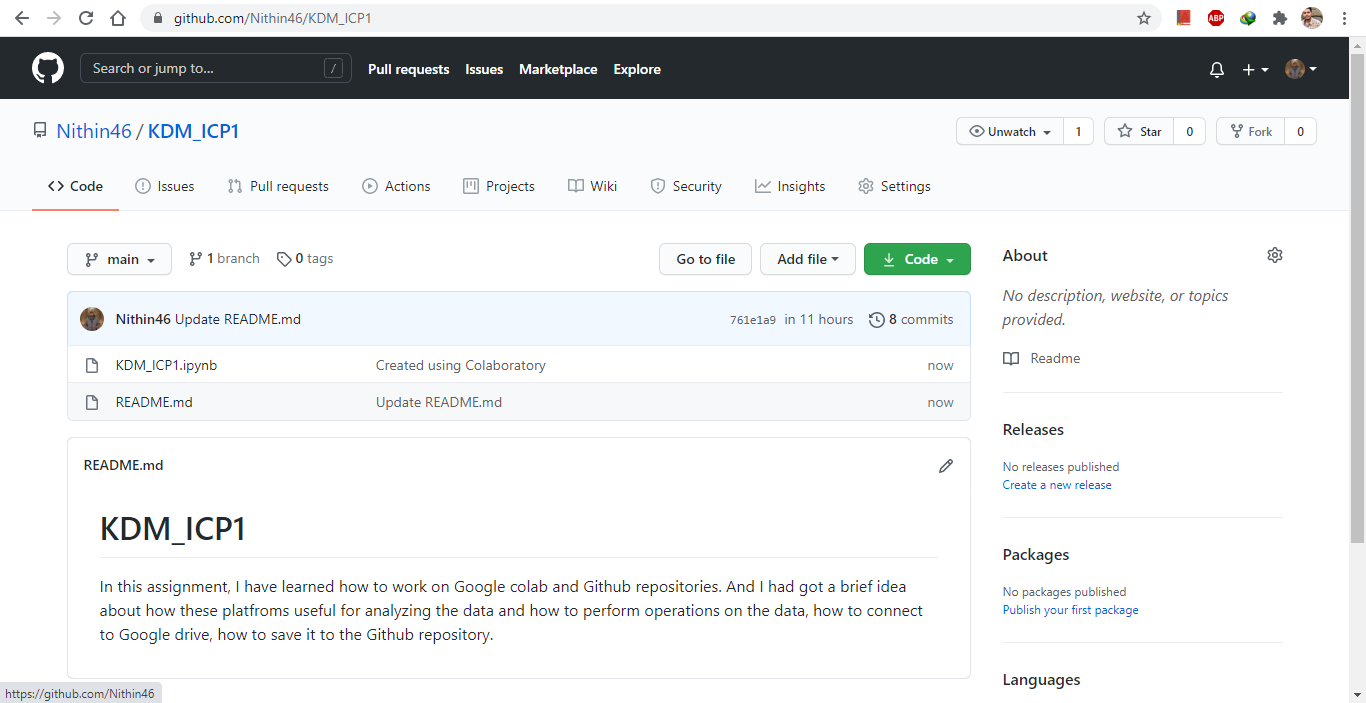 github.com/Nithin46/KDM_ICP1
ABP
Search or jump to... /
Pull requests Issues Marketplace Explore
Nithin46 / KDM_ICP1
Unwatch 1 Star 0 Fork 0
Code Issues Pull requests Actions Projects Wiki Security Insights Settings
main 1 branch 0 tags
Go to file Add file Code
Nithin46 Update README.md 761e1a9 in 11 hours 8 commits
KDM_ICP1.ipynb Created using Colaboratory now
README.md Update README.md now
README.md
KDM_ICP1
In this assignment, I have learned how to work on Google colab and Github repositories. And I had got a brief idea
about how these platfroms useful for analyzing the data and how to perform operations on the data, how to connect
to Google drive, how to save it to the Github repository.
About
No description, website, or topics
provided.
Readme
Releases
No releases published
Create a new release
Packages
No packages published
Publish your first package
Languages
https://github.com/Nithin46